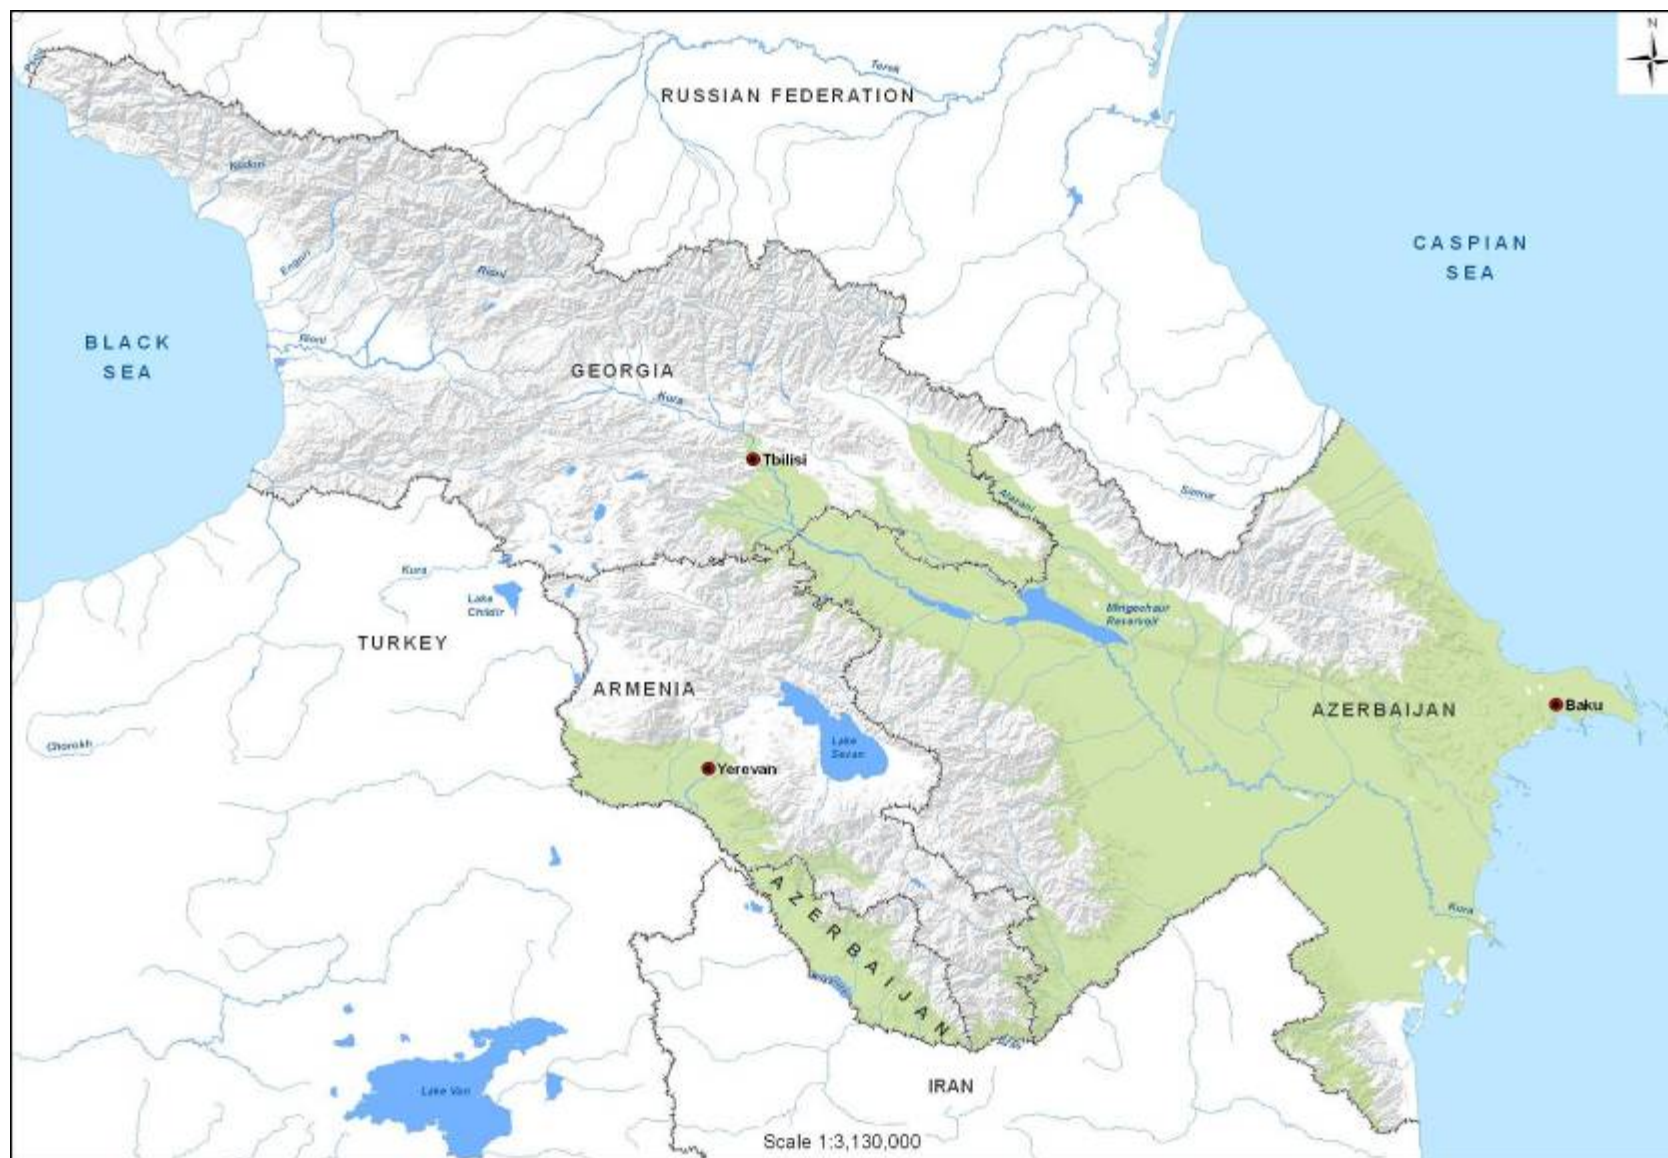 N
Terek
RUSSIAN FEDERATION
Kodori
CASPIAN
SEA
Enguri
Rioni
Rioni
BLACK
SEA
GEORGIA
Kura
Tbilisi
Alazani
Samur
Kura
Lake
Childir
Mingechaur
Reservoir
TURKEY
ARMENIA
AZERBAIJAN
Baku
Lake
Sevan
Chorokh
Yerevan
AZERBAIJAN
Kura
IRAN
Lake Van
Scale 1:3,130,000